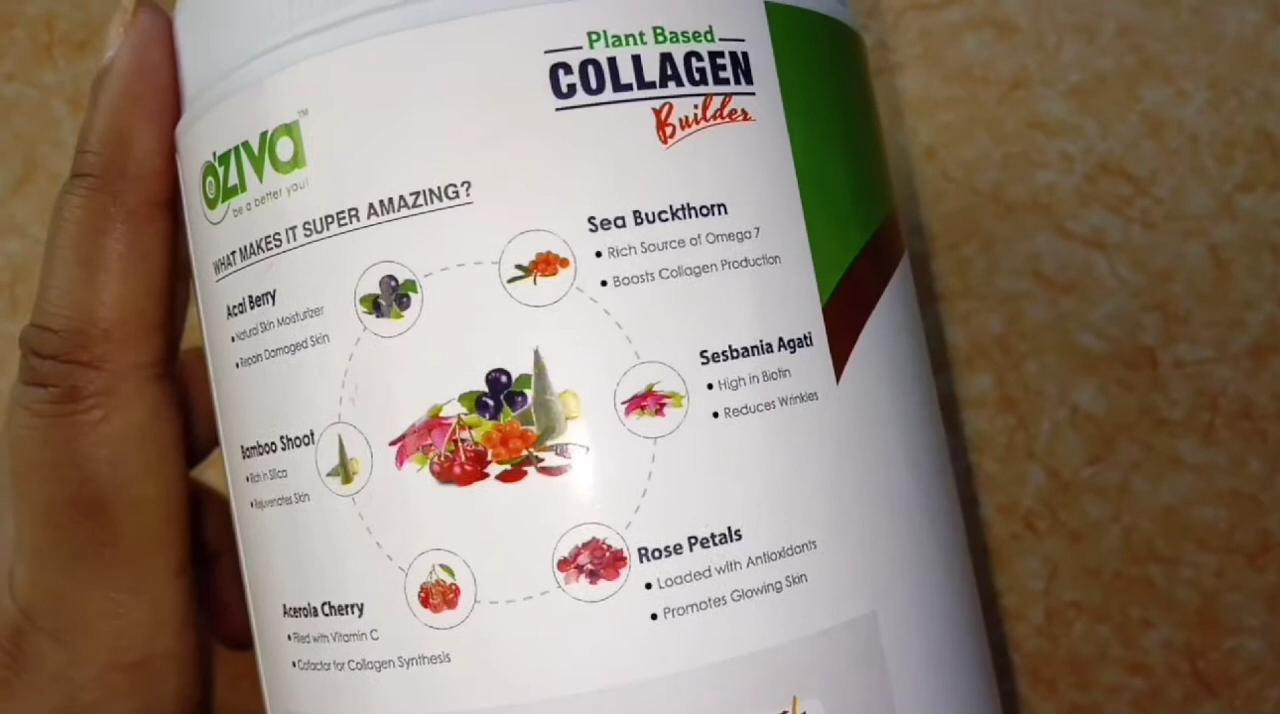 Plant Based
COLLAGEN
Builder
o'ziva™
be a better you!
WHAT MAKES IT SUPER AMAZING?
Sea Buckthorn
• Rich Source of Omega 7
• Boosts Collagen Production
Acai Berry
• Natural Skin Moisturizer
• Repairs Damaged Skin
Sesbania Agati
• High in Biotin
• Reduces Wrinkles
Bamboo Shoot
• Rich in Silica
• Rejuvenates Skin
Rose Petals
• Loaded with Antioxidants
• Promotes Glowing Skin
Acerola Cherry
• Filled with Vitamin C
• Cofactor for Collagen Synthesis